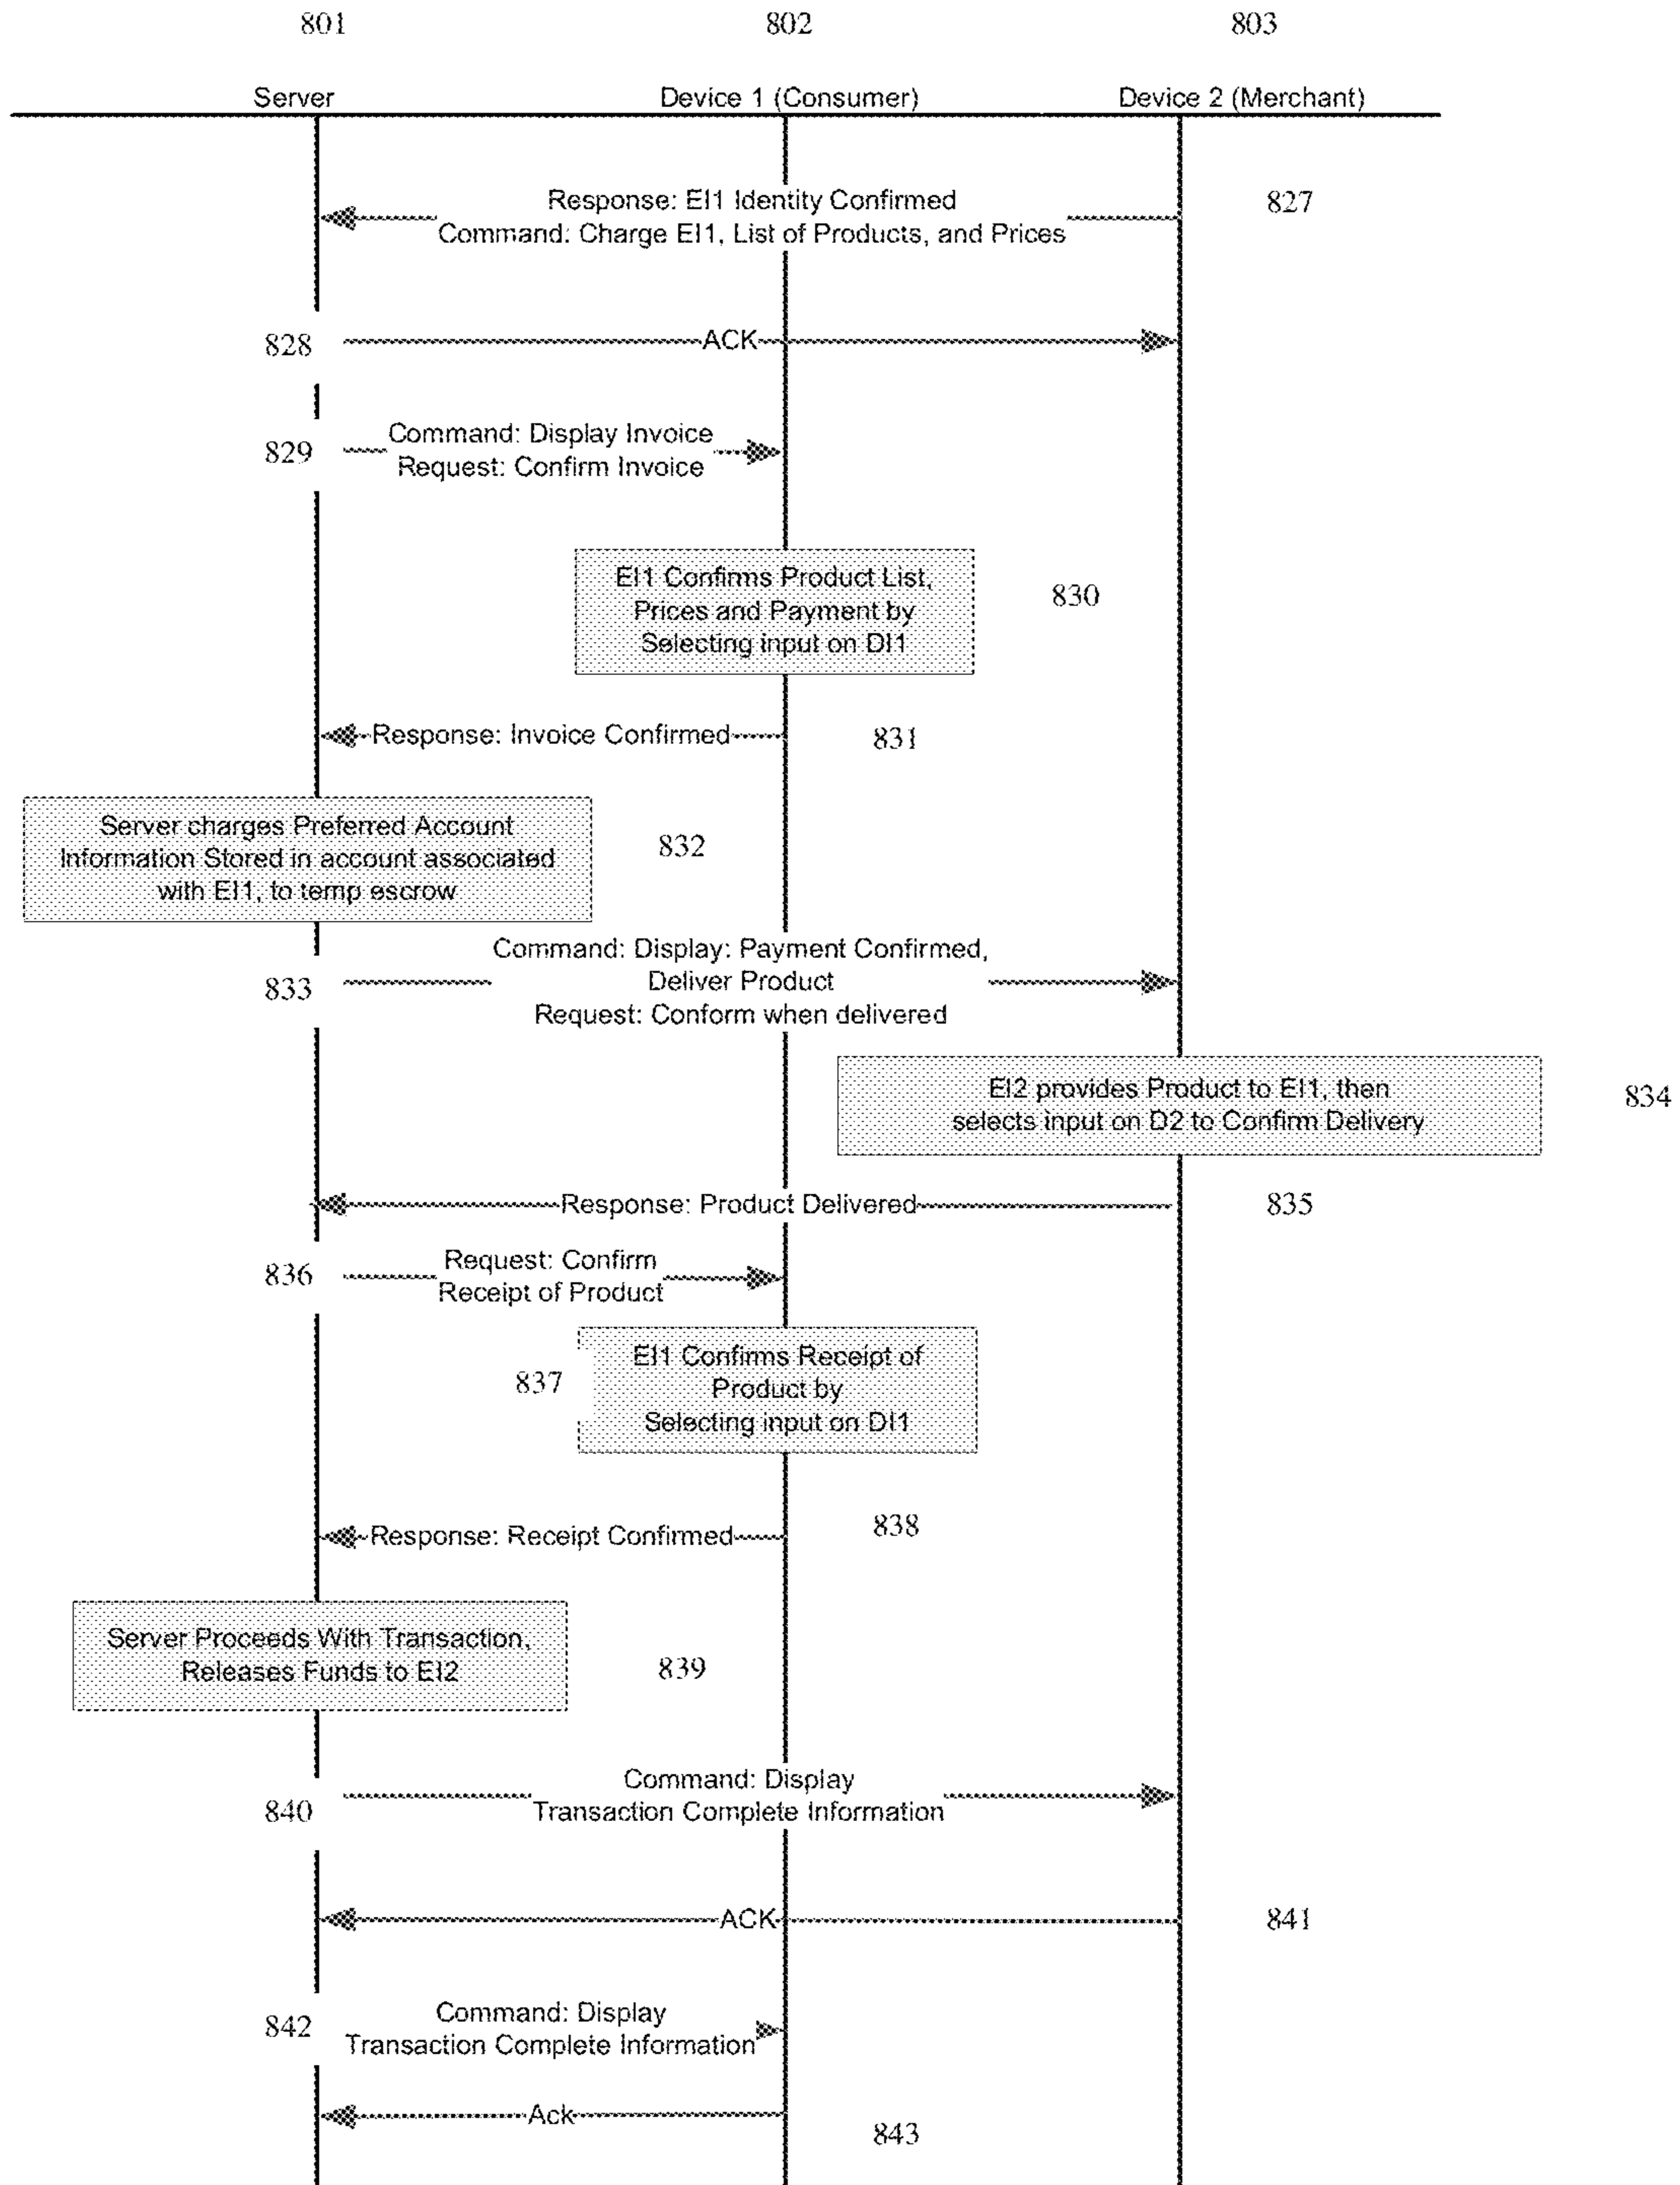 801
802
803
Server
Device 1 (Consumer)
Device 2 (Merchant)
Response: EI1 Identity Confirmed
Command: Charge EI1, List of Products, and Prices
827
828
ACK
829
Command: Display Invoice
Request: Confirm Invoice
EI1 Confirms Product List,
Prices and Payment by
Selecting input on DI1
830
Response: Invoice Confirmed
831
Server charges Preferred Account
Information Stored in account associated
with EI1, to temp escrow
832
833
Command: Display: Payment Confirmed,
Deliver Product
Request: Conform when delivered
EI2 provides Product to EI1, then
selects input on D2 to Confirm Delivery
834
Response: Product Delivered
835
836
Request: Confirm
Receipt of Product
837
EI1 Confirms Receipt of
Product by
Selecting input on DI1
Response: Receipt Confirmed
838
Server Proceeds With Transaction,
Releases Funds to EI2
839
840
Command: Display
Transaction Complete Information
ACK
841
842
Command: Display
Transaction Complete Information
Ack
843